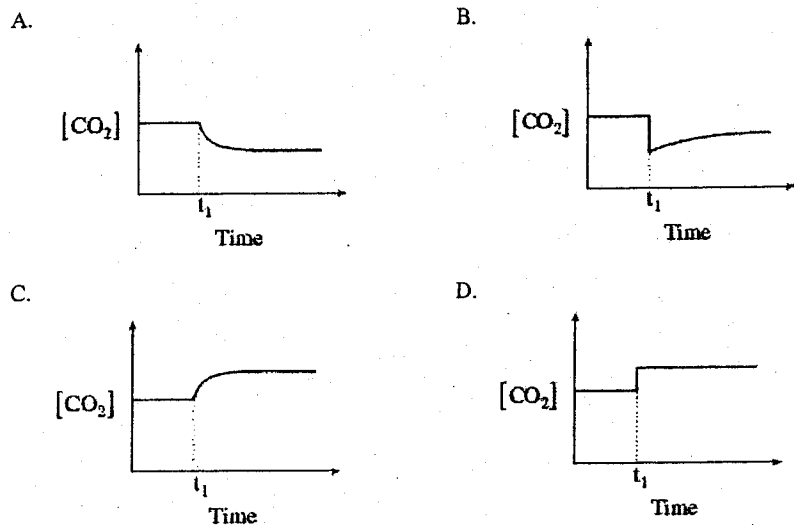 A.
[CO₂]
t₁
Time
B.
[CO₂]
t₁
Time
C.
[CO₂]
t₁
Time
D.
[CO₂]
t₁
Time